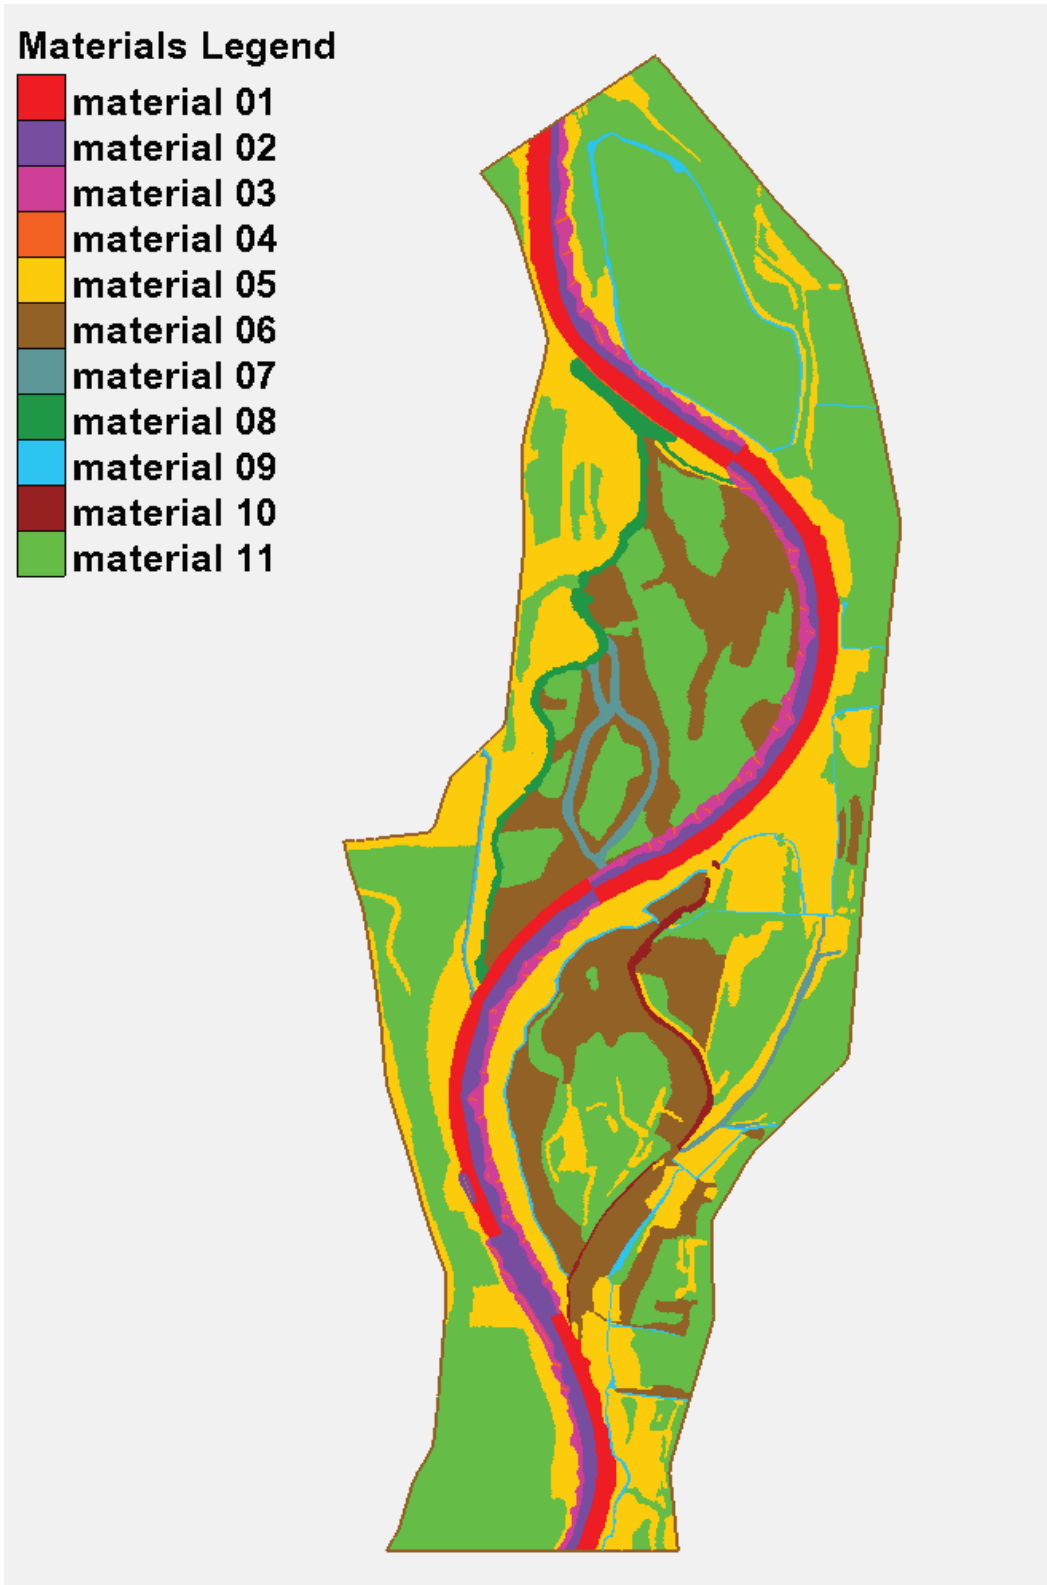 Materials Legend
material 01
material 02
material 03
material 04
material 05
material 06
material 07
material 08
material 09
material 10
material 11